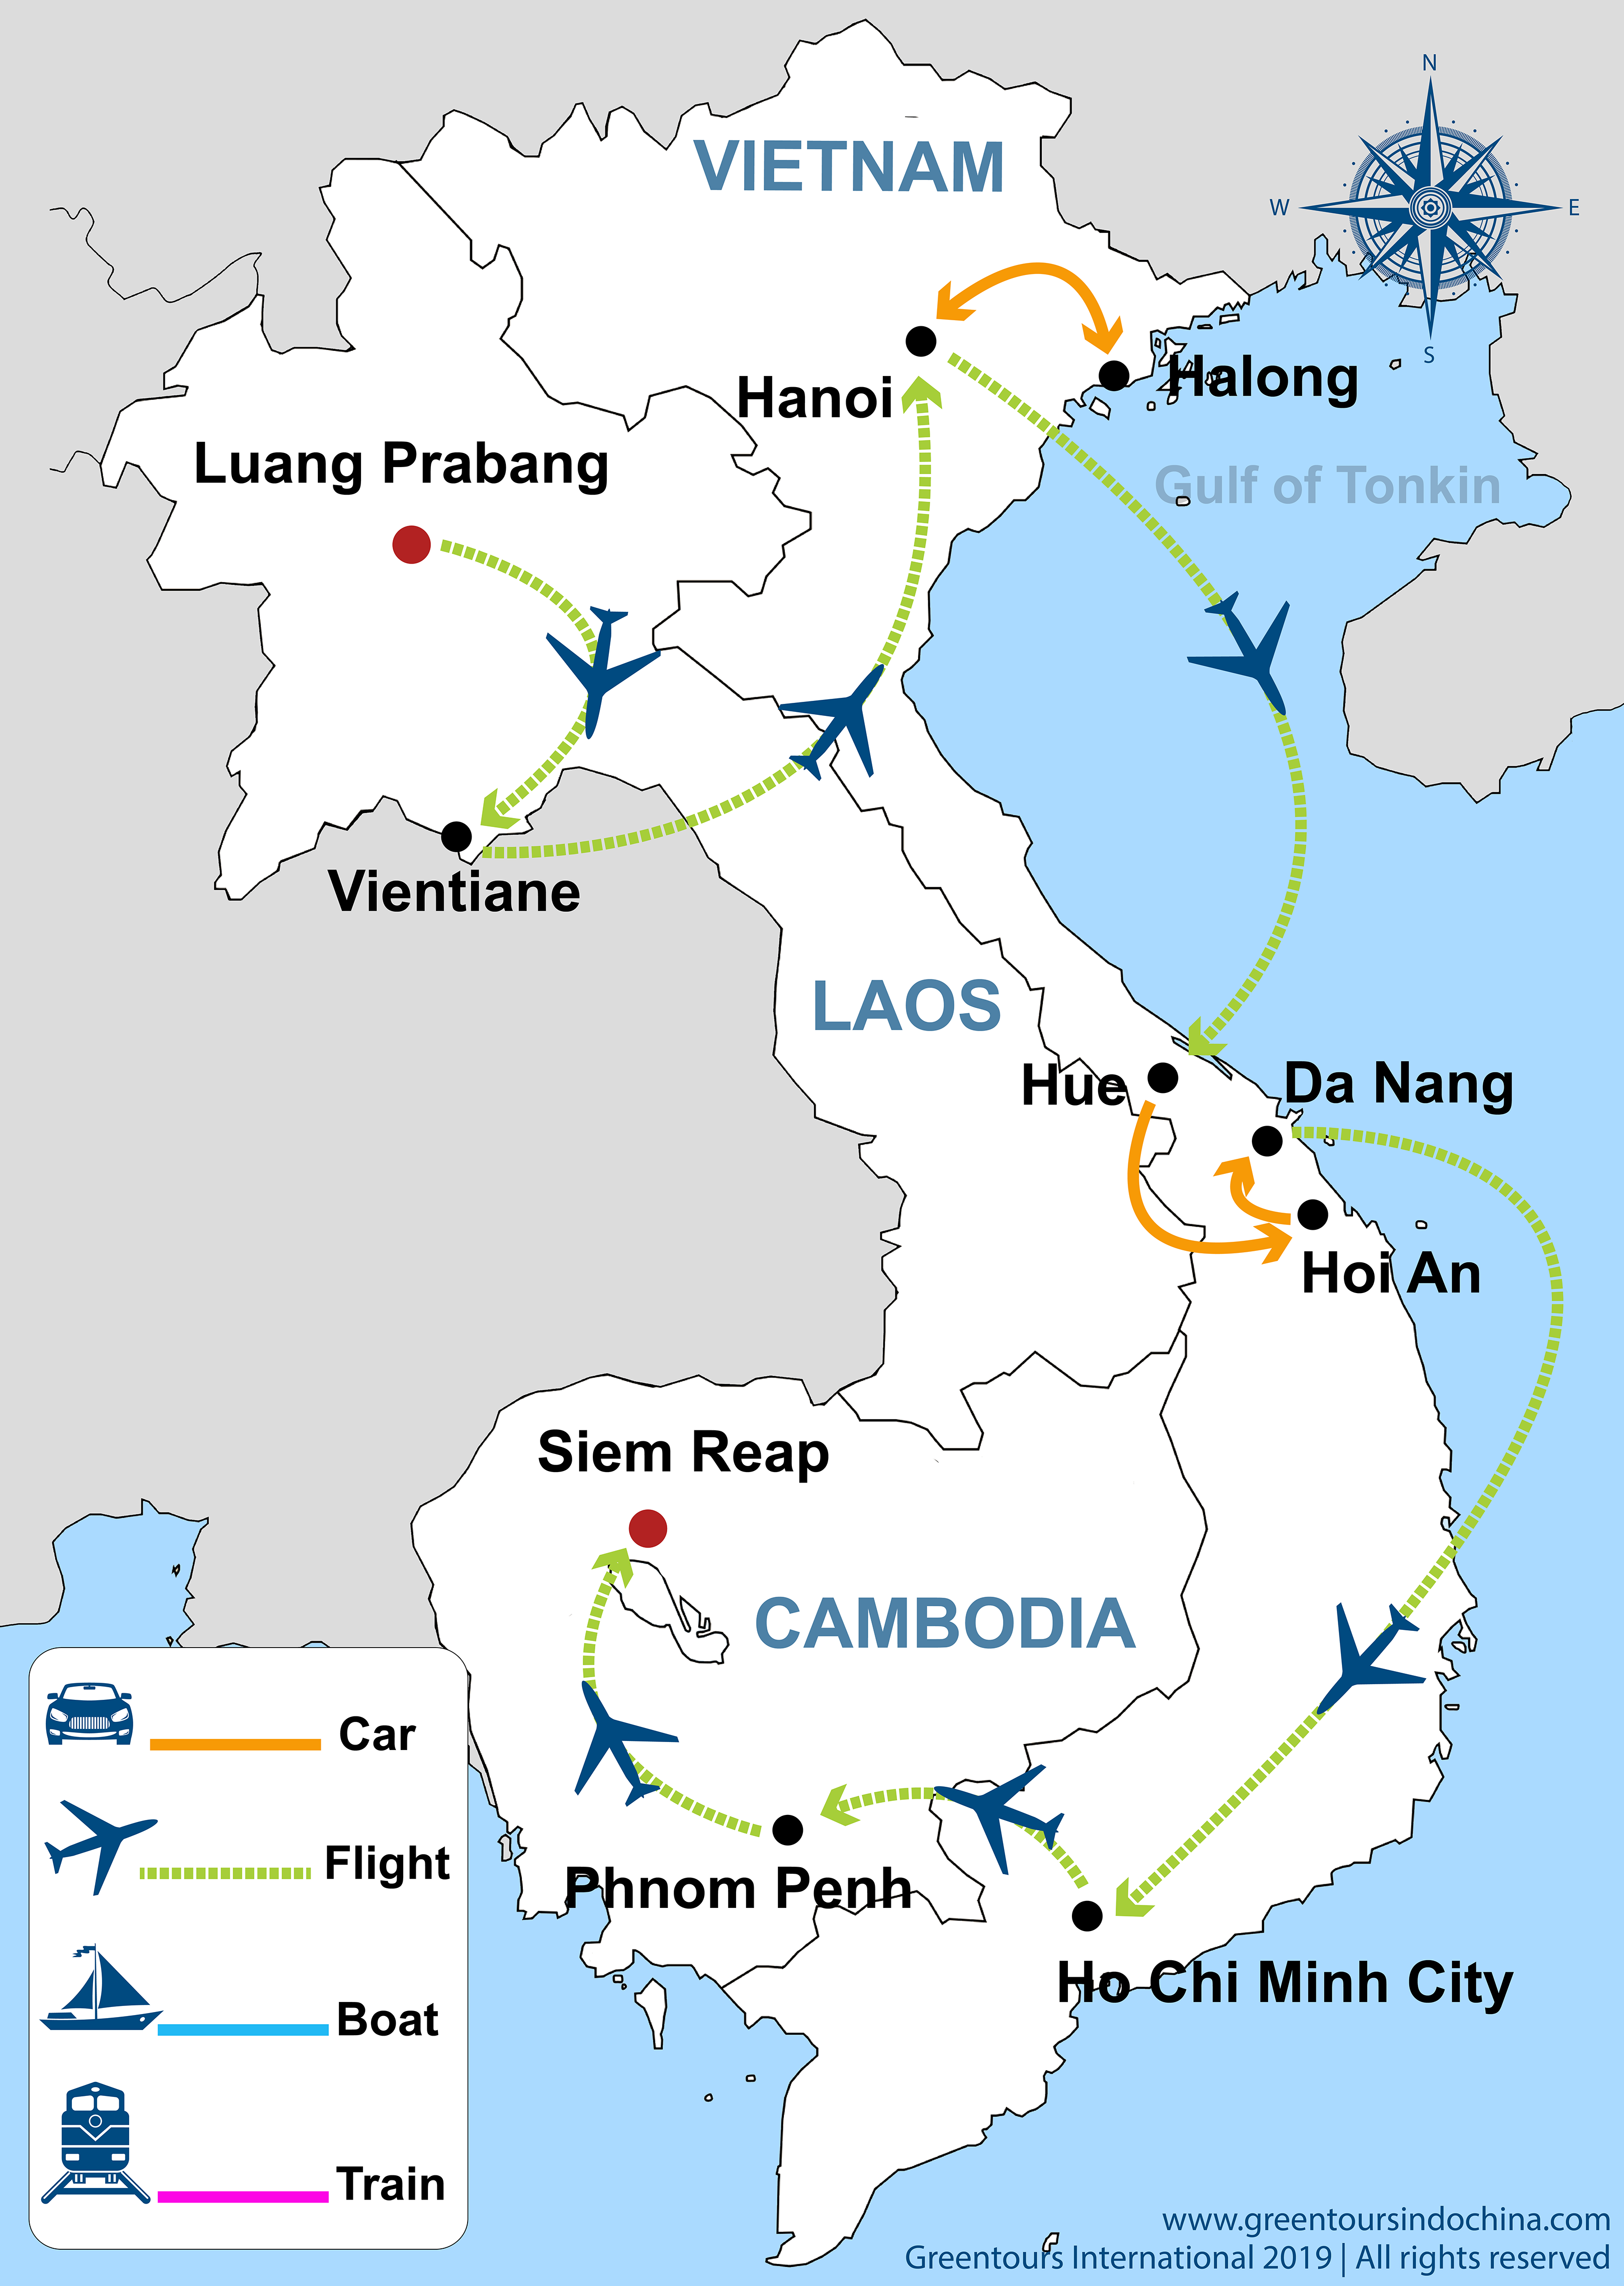 N
VIETNAM
W
E
S
Halong
Hanoi
Luang Prabang
Gulf of Tonkin
Vientiane
LAOS
Hue
Da Nang
Hoi An
Siem Reap
CAMBODIA
Phnom Penh
Ho Chi Minh City
Car
Flight
Boat
Train
www.greentoursindochina.com
Greentours International 2019 | All rights reserved